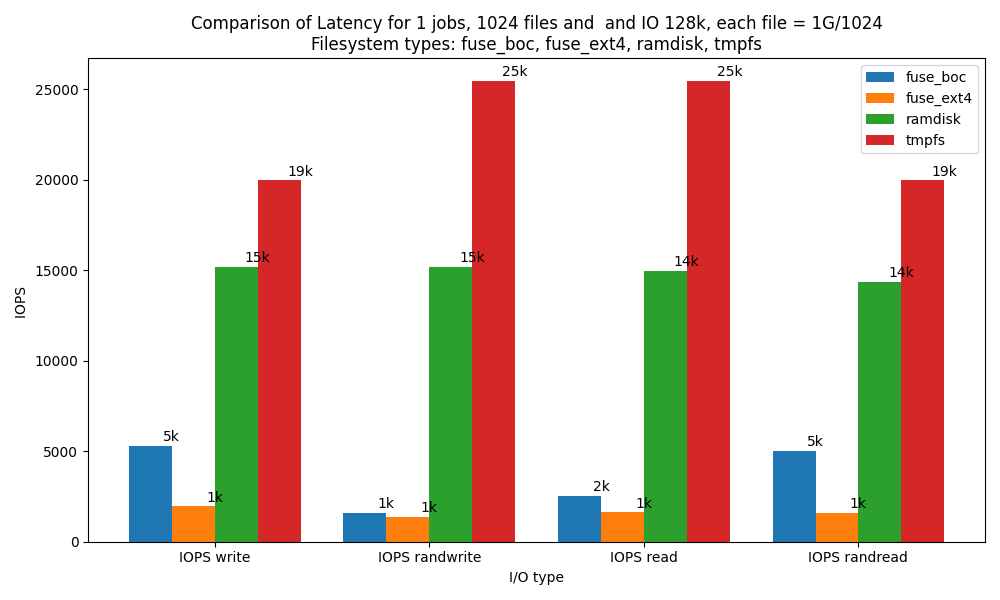 Comparison of Latency for 1 jobs, 1024 files and  and IO 128k, each file = 1G/1024
Filesystem types: fuse_boc, fuse_ext4, ramdisk, tmpfs
fuse_boc
fuse_ext4
ramdisk
tmpfs
IOPS
25000
20000
15000
10000
5000
0
5k
1k
15k
19k
1k
1k
15k
25k
2k
1k
14k
25k
5k
1k
14k
19k
IOPS write
IOPS randwrite
IOPS read
IOPS randread
I/O type